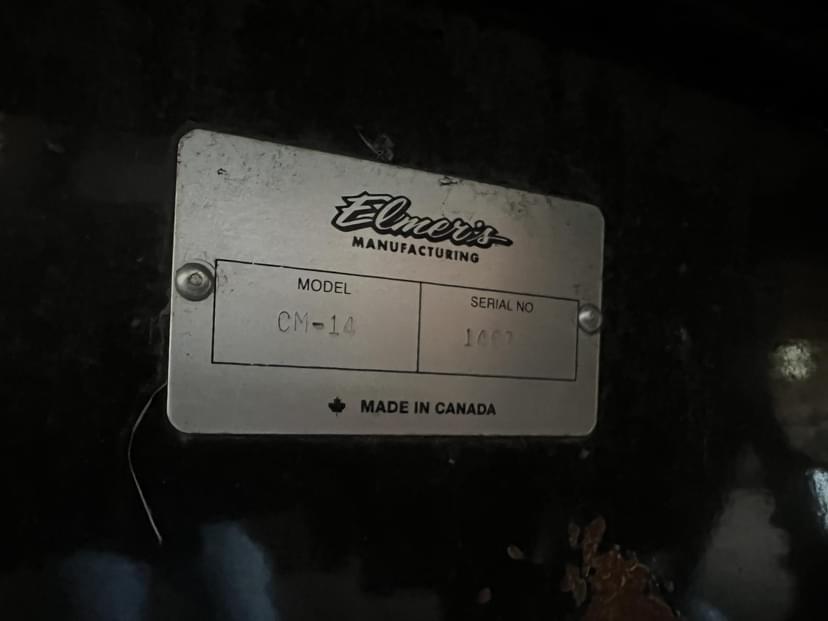 Elmer's
MANUFACTURING
MODEL
SERIAL NO
CM-14
MADE IN CANADA